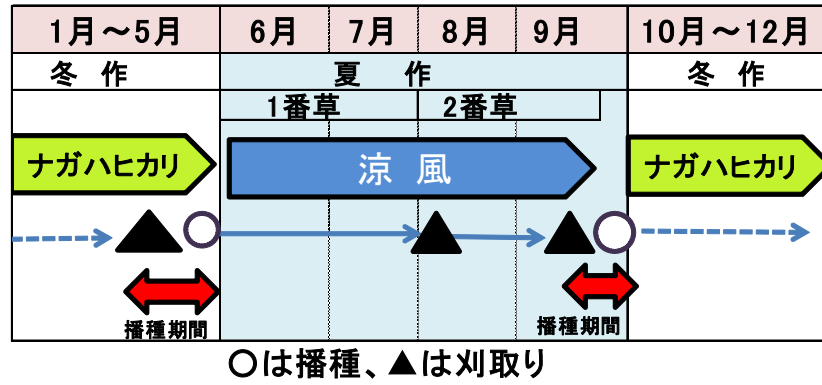 1月～5月 6月 7月 8月 9月 10月～12月
冬 作 夏 作 冬 作
1番草 2番草
ナガハヒカリ 涼 風 ナガハヒカリ
播種期間 播種期間
○は播種、▲は刈取り